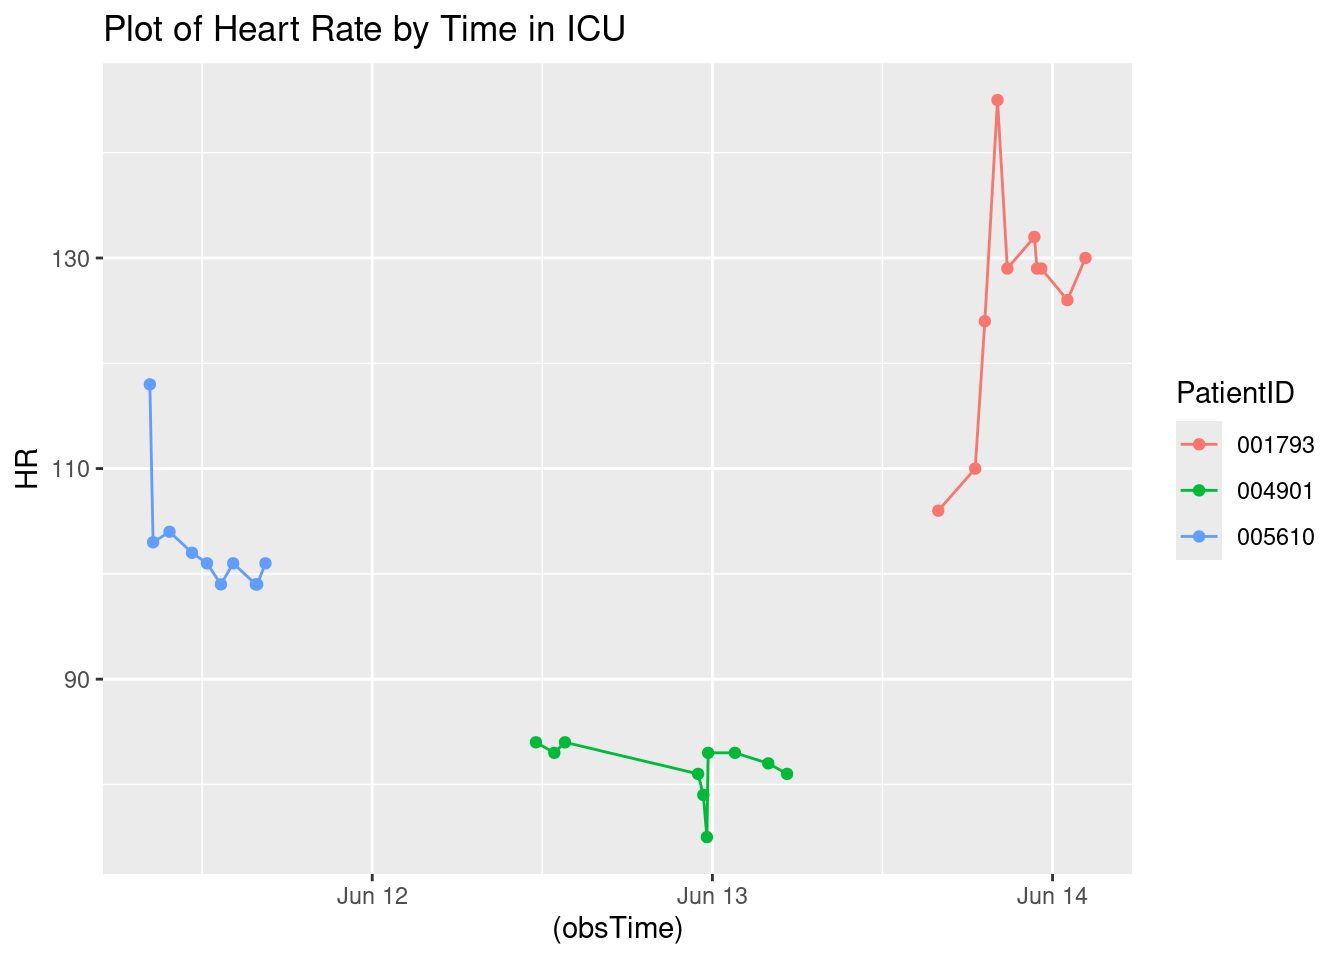 Plot of Heart Rate by Time in ICU
HR
130
110
90
Jun 12
Jun 13
Jun 14
(obsTime)
PatientID
001793
004901
005610